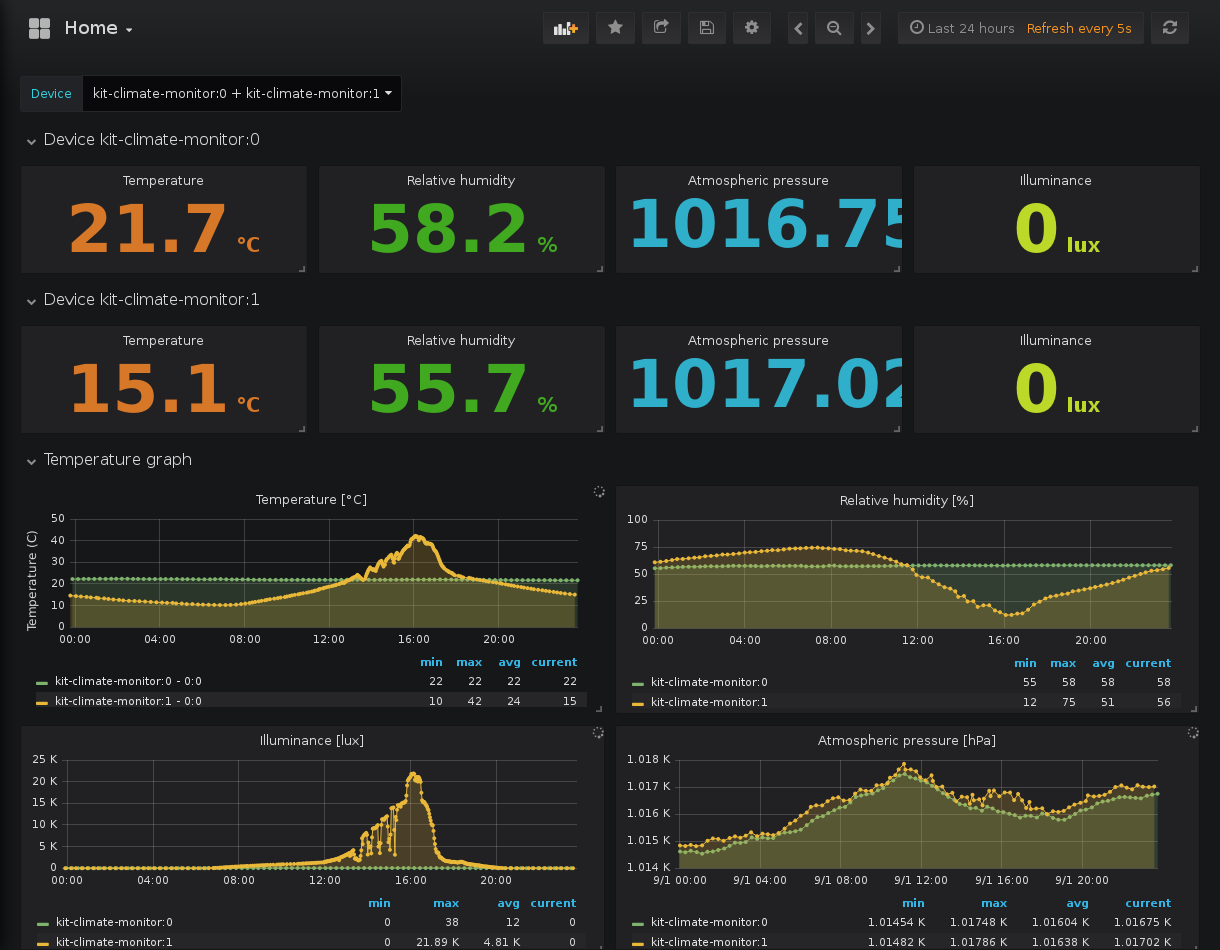 Home
Last 24 hours Refresh every 5s
Device kit-climate-monitor:0 + kit-climate-monitor:1
Device kit-climate-monitor:0
Temperature Relative humidity Atmospheric pressure Illuminance
21.7 °C 58.2 % 1016.75 0 lux
Device kit-climate-monitor:1
Temperature Relative humidity Atmospheric pressure Illuminance
15.1 °C 55.7 % 1017.02 0 lux
Temperature graph
Temperature [°C]
Temperature (C)
50
40
30
20
10
0
00:00 04:00 08:00 12:00 16:00 20:00
min max avg current
kit-climate-monitor:0 - 0:0 22 22 22 22
kit-climate-monitor:1 - 0:0 10 42 24 15
Relative humidity [%]
100
75
50
25
0
00:00 04:00 08:00 12:00 16:00 20:00
min max avg current
kit-climate-monitor:0 55 58 58 58
kit-climate-monitor:1 12 75 51 56
Illuminance [lux]
25 K
20 K
15 K
10 K
5 K
0
00:00 04:00 08:00 12:00 16:00 20:00
min max avg current
kit-climate-monitor:0 0 38 12 0
kit-climate-monitor:1 0 21.89 K 4.81 K 0
Atmospheric pressure [hPa]
1.018 K
1.017 K
1.016 K
1.015 K
1.014 K
9/1 00:00 9/1 04:00 9/1 08:00 9/1 12:00 9/1 16:00 9/1 20:00
min max avg current
kit-climate-monitor:0 1.01454 K 1.01748 K 1.01604 K 1.01675 K
kit-climate-monitor:1 1.01482 K 1.01786 K 1.01638 K 1.01702 K